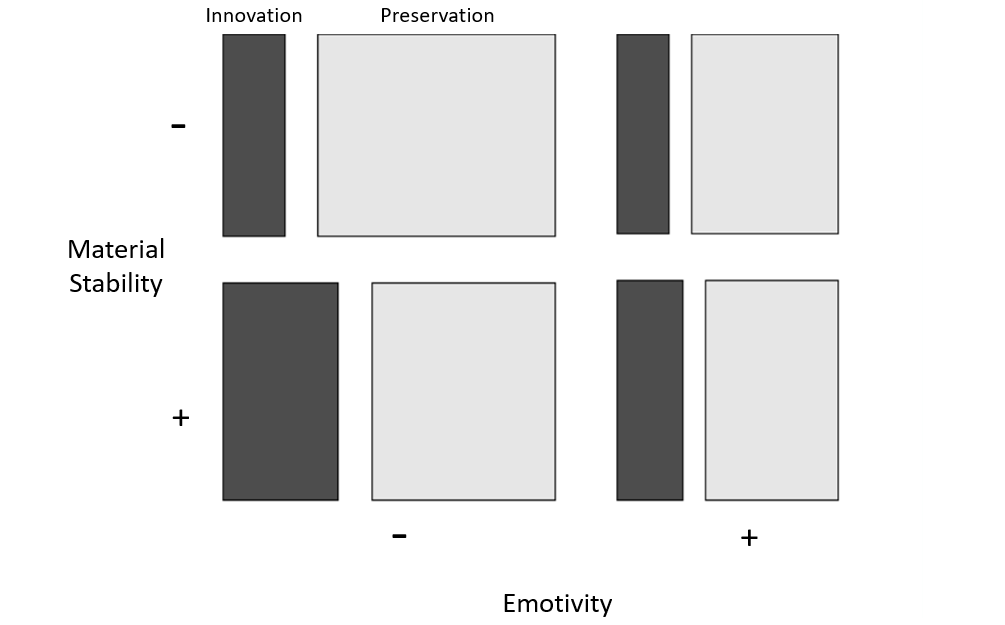 Innovation
Preservation
-
Material
Stability
+
-
+
Emotivity